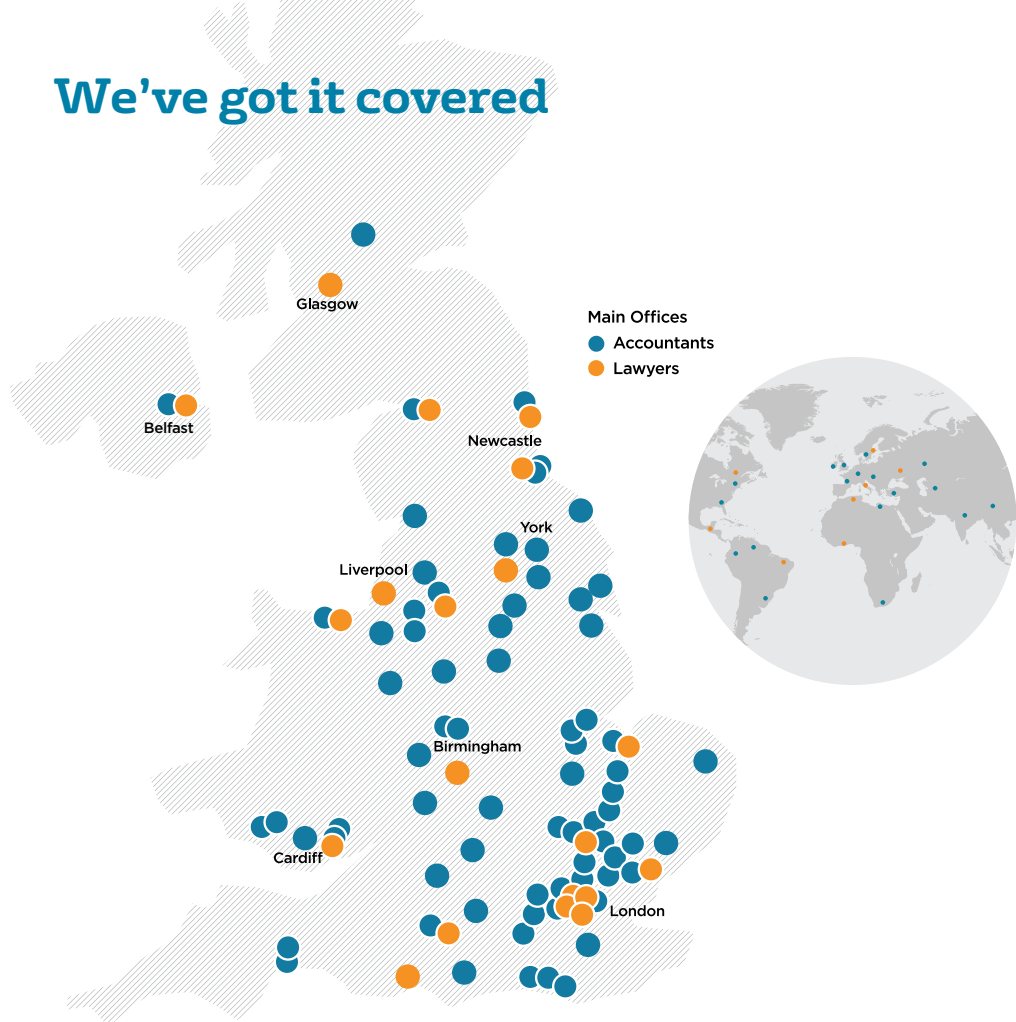 We've got it covered
Glasgow
Main Offices
Accountants
Lawyers
Belfast
Newcastle
York
Liverpool
Birmingham
Cardiff
London